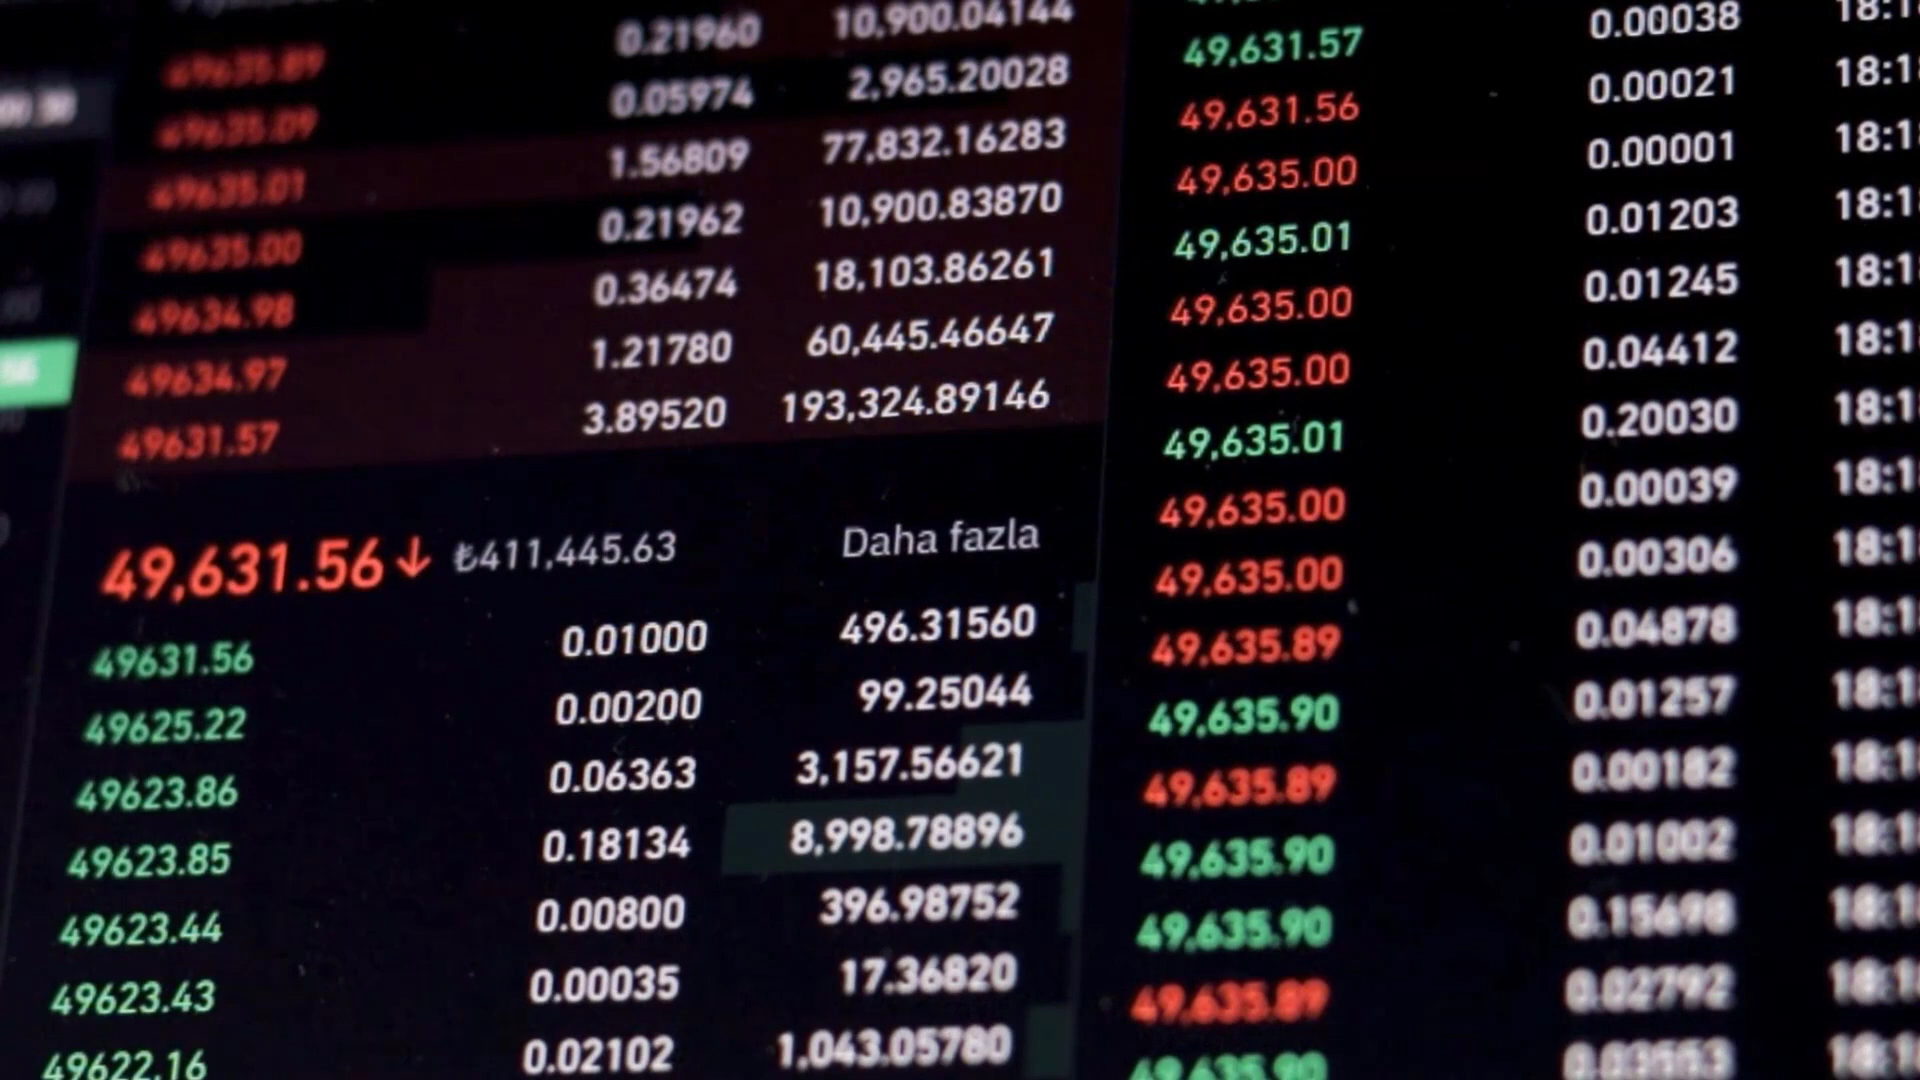 49635.89 0.21960 10,900.04144
49635.09 0.05974 2,965.20028
49635.01 1.56809 77,832.16283
49635.00 0.21962 10,900.83870
49634.98 0.36474 18,103.86261
49634.97 1.21780 60,445.46647
49631.57 3.89520 193,324.89146
49,631.56↓ ₺411,445.63 Daha fazla
49631.56 0.01000 496.31560
49625.22 0.00200 99.25044
49623.86 0.06363 3,157.56621
49623.85 0.18134 8,998.78896
49623.44 0.00800 396.98752
49623.43 0.00035 17.36820
49622.16 0.02102 1,043.05780
49,631.57 0.00038 18:1
49,631.56 0.00021 18:1
49,635.00 0.00001 18:1
49,635.01 0.01203 18:1
49,635.00 0.01245 18:1
49,635.00 0.04412 18:1
49,635.01 0.20030 18:1
49,635.00 0.00039 18:1
49,635.00 0.00306 18:1
49,635.89 0.04878 18:1
49,635.90 0.01257 18:1
49,635.89 0.00182 18:1
49,635.90 0.01002 18:1
49,635.90 0.15698 18:1
49,635.89 0.02792 18:1
49,635.90 0.03553 18:1